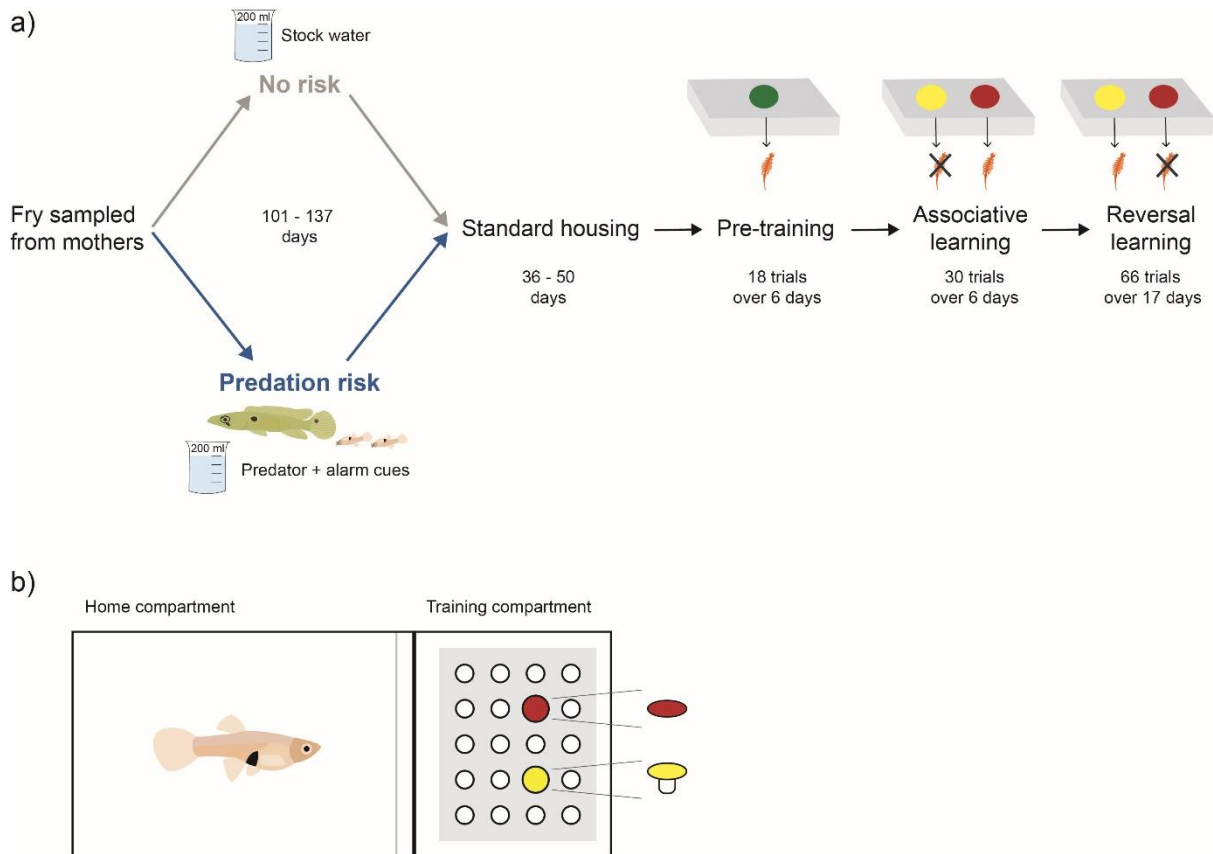 a)
200 ml
Stock water
No risk
Fry sampled
from mothers
101 - 137
days
Predation risk
200 ml
Predator + alarm cues
Standard housing
36 - 50
days
Pre-training
18 trials
over 6 days
Associative
learning
30 trials
over 6 days
Reversal
learning
66 trials
over 17 days
b)
Home compartment
Training compartment